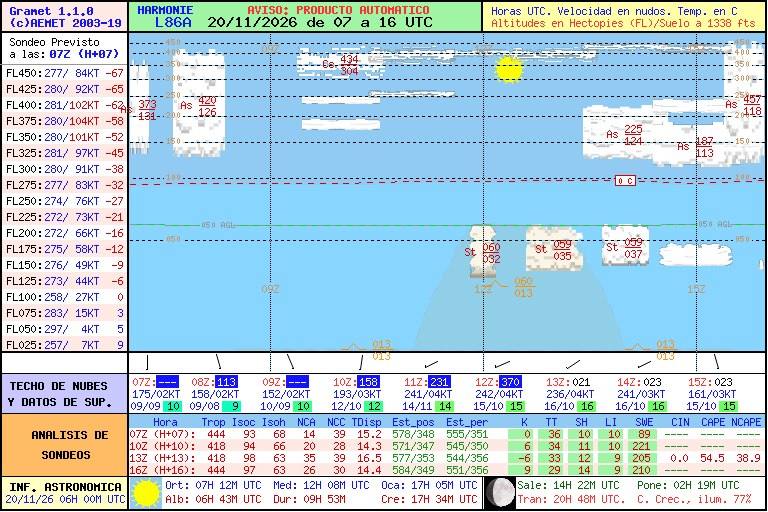 Gramet 1.1.0
(c)AEMET 2003-19
HARMONIE
L86A
AVISO: PRODUCTO AUTOMATICO
20/11/2026 de 07 a 16 UTC
Horas UTC. Velocidad en nudos. Temp. en C
Altitudes en Hectopies (FL)/Suelo a 1338 fts
Sondeo Previsto
a las: 07Z (H+07)
FL450:277/ 84KT -67
FL425:280/ 92KT -65
FL400:281/102KT -62
FL375:280/104KT -58
FL350:280/101KT -52
FL325:281/ 97KT -45
FL300:280/ 91KT -38
FL275:277/ 83KT -32
FL250:274/ 76KT -27
FL225:272/ 73KT -21
FL200:272/ 66KT -16
FL175:275/ 58KT -12
FL150:276/ 49KT -9
FL125:273/ 44KT -6
FL100:258/ 27KT 0
FL075:283/ 15KT 3
FL050:297/ 4KT 5
FL025:257/ 7KT 9
As 373
131
As 420
126
Cs 434
304
As 225
124
As 187
113
457
118
0 C
050 AGL
050 AGL
St 060
032
St 059
035
St 059
037
060
013
09Z
12Z
15Z
013
013
013
013
TECHO DE NUBES
Y DATOS DE SUP.
07Z:--- 08Z:113 09Z:--- 10Z:158 11Z:231 12Z:370 13Z:021 14Z:023 15Z:023
175/02KT 158/02KT 152/02KT 193/03KT 241/04KT 242/04KT 236/04KT 241/03KT 161/03KT
09/09 10 09/08 9 09/09 10 12/10 12 14/10 14 15/10 15 16/10 16 16/10 16 15/10 15
ANALISIS DE
SONDEOS
Hora Trop Isoc Isoh NCA NCC TDisp Est_pos Est_per K TT SH LI SWE CIN CAPE NCAPE
07Z (H+07): 444 93 68 14 39 15.2 578/348 555/351 0 36 10 10 89 ---- ---- ----
10Z (H+10): 418 94 66 20 28 14.3 571/347 545/350 6 34 11 10 221 ---- ---- ----
13Z (H+13): 418 98 63 35 39 16.5 577/354 544/356 -6 33 12 9 205 0.0 54.5 38.9
16Z (H+16): 444 97 63 26 30 14.4 584/349 551/356 9 29 14 9 210 ---- ---- ----
INF. ASTRONOMICA
20/11/26 06H 00M UTC
Ort: 07H 12M UTC Med: 12H 08M UTC Oca: 17H 05M UTC
Alb: 06H 43M UTC Dur: 09H 53M Cre: 17H 34M UTC
Sale: 14H 22M UTC Pone: 02H 19M UTC
Tran: 20H 48M UTC. C. Crec., ilum. 77%